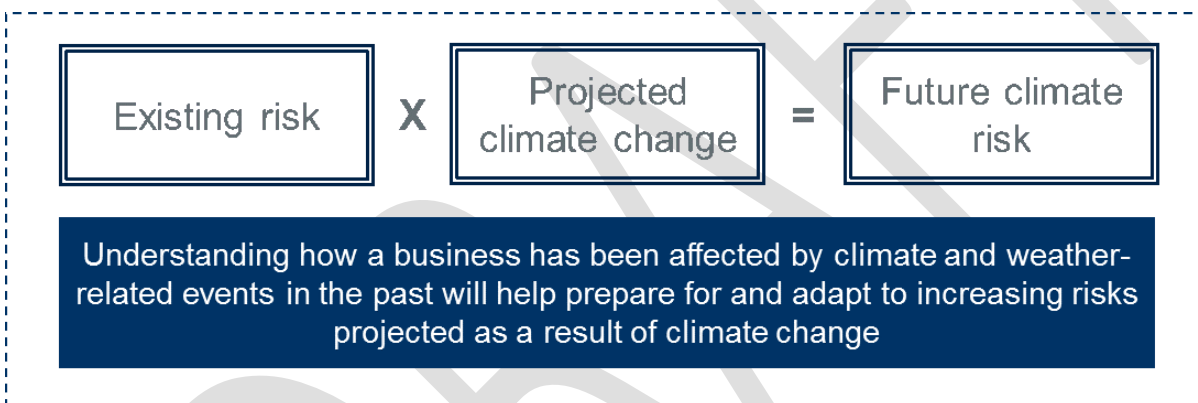 Existing risk X Projected climate change = Future climate risk
Understanding how a business has been affected by climate and weather-
related events in the past will help prepare for and adapt to increasing risks
projected as a result of climate change